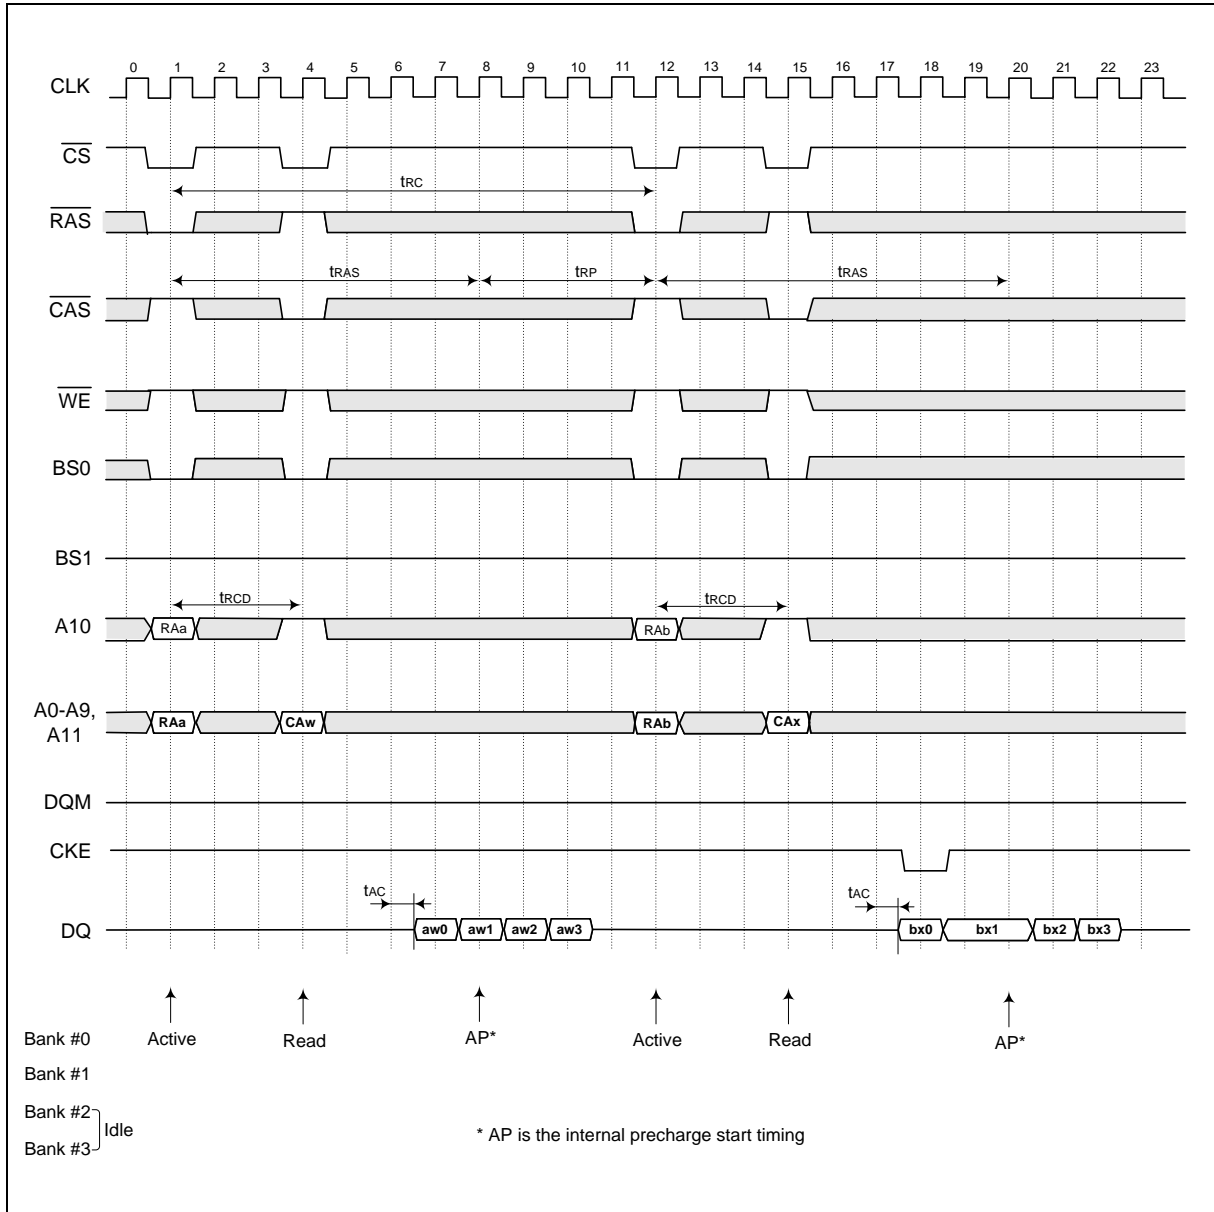 0 1 2 3 4 5 6 7 8 9 10 11 12 13 14 15 16 17 18 19 20 21 22 23
CLK
CS
tRC
RAS
tRAS tRP tRAS
CAS
WE
BS0
BS1
tRCD tRCD
A10 RAa RAb
A0-A9,
A11
RAa CAw RAb CAx
DQM
CKE
tAC tAC
DQ aw0 aw1 aw2 aw3 bx0 bx1 bx2 bx3
Bank #0 Active Read AP* Active Read AP*
Bank #1
Bank #2
Idle
Bank #3
* AP is the internal precharge start timing